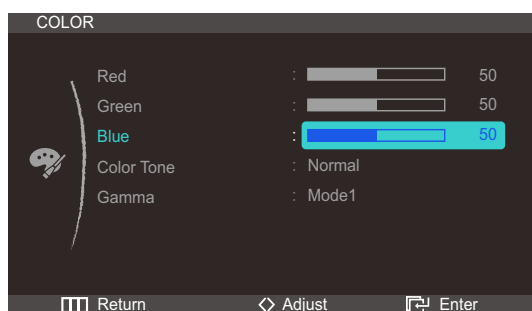 COLOR
Red : 50
Green : 50
Blue : 50
Color Tone : Normal
Gamma : Mode1
Return Adjust Enter